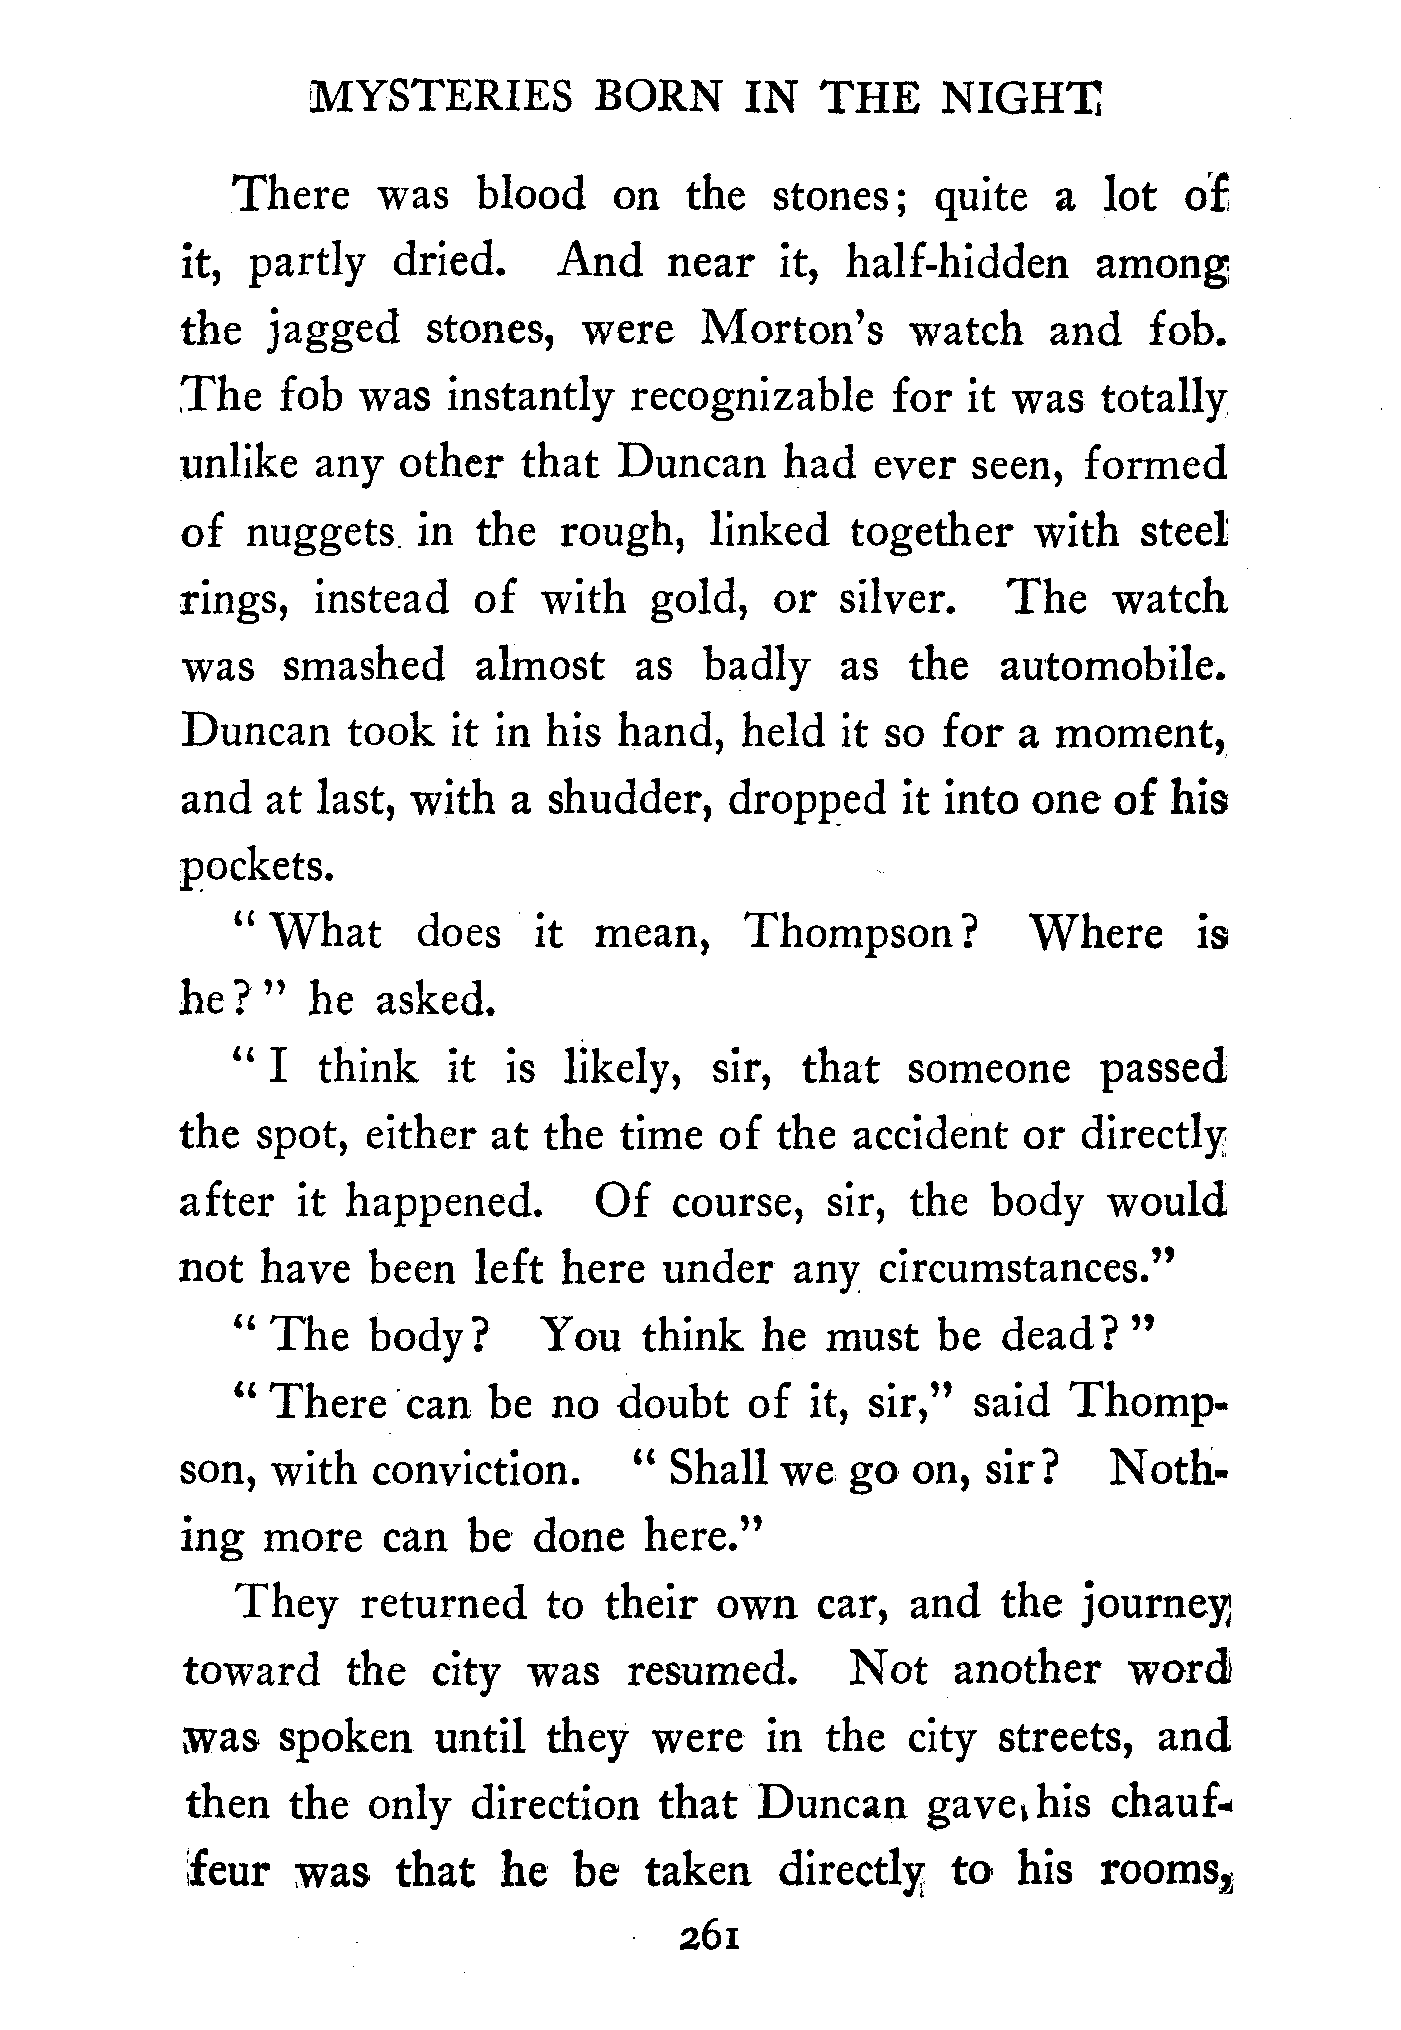 MYSTERIES BORN IN THE NIGHT
There was blood on the stones; quite a lot of
it, partly dried. And near it, half-hidden among
the jagged stones, were Morton's watch and fob.
The fob was instantly recognizable for it was totally
unlike any other that Duncan had ever seen, formed
of nuggets in the rough, linked together with steel
rings, instead of with gold, or silver. The watch
was smashed almost as badly as the automobile.
Duncan took it in his hand, held it so for a moment,
and at last, with a shudder, dropped it into one of his
pockets.
"What does it mean, Thompson? Where is
he?" he asked.
"I think it is likely, sir, that someone passed
the spot, either at the time of the accident or directly
after it happened. Of course, sir, the body would
not have been left here under any circumstances."
"The body? You think he must be dead?"
"There can be no doubt of it, sir," said Thomp-
son, with conviction. "Shall we go on, sir? Noth-
ing more can be done here."
They returned to their own car, and the journey
toward the city was resumed. Not another word
was spoken until they were in the city streets, and
then the only direction that Duncan gave his chauf-
feur was that he be taken directly to his rooms,
261